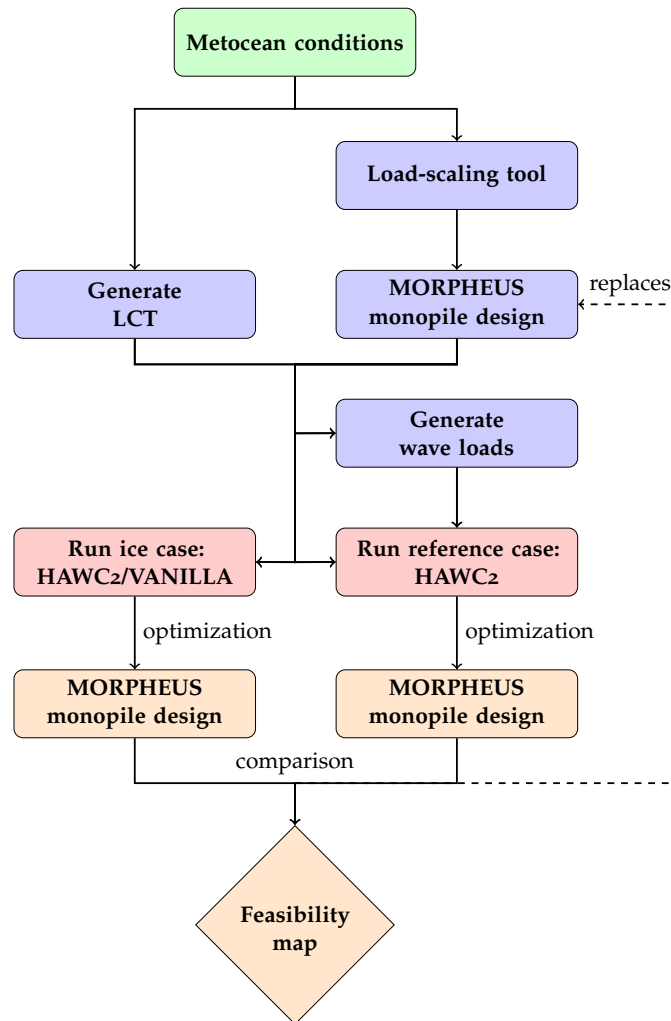 Metocean conditions
Load-scaling tool
Generate
LCT
MORPHEUS
monopile design
replaces
Generate
wave loads
Run ice case:
HAWC2/VANILLA
Run reference case:
HAWC2
optimization
optimization
MORPHEUS
monopile design
MORPHEUS
monopile design
comparison
Feasibility
map